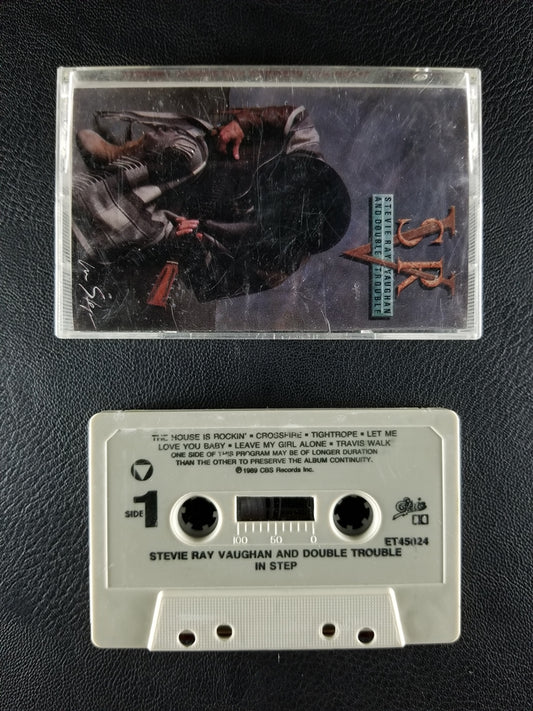 SRV
STEVIE RAY VAUGHAN
AND DOUBLE TROUBLE
In Step
THE HOUSE IS ROCKIN' • CROSSFIRE • TIGHTROPE • LET ME
LOVE YOU BABY • LEAVE MY GIRL ALONE • TRAVIS WALK
ONE SIDE OF THIS PROGRAM MAY BE OF LONGER DURATION
THAN THE OTHER TO PRESERVE THE ALBUM CONTINUITY.
℗ 1989 CBS Records Inc.
SIDE 1
Epic
100 50 0
ET45024
STEVIE RAY VAUGHAN AND DOUBLE TROUBLE
IN STEP